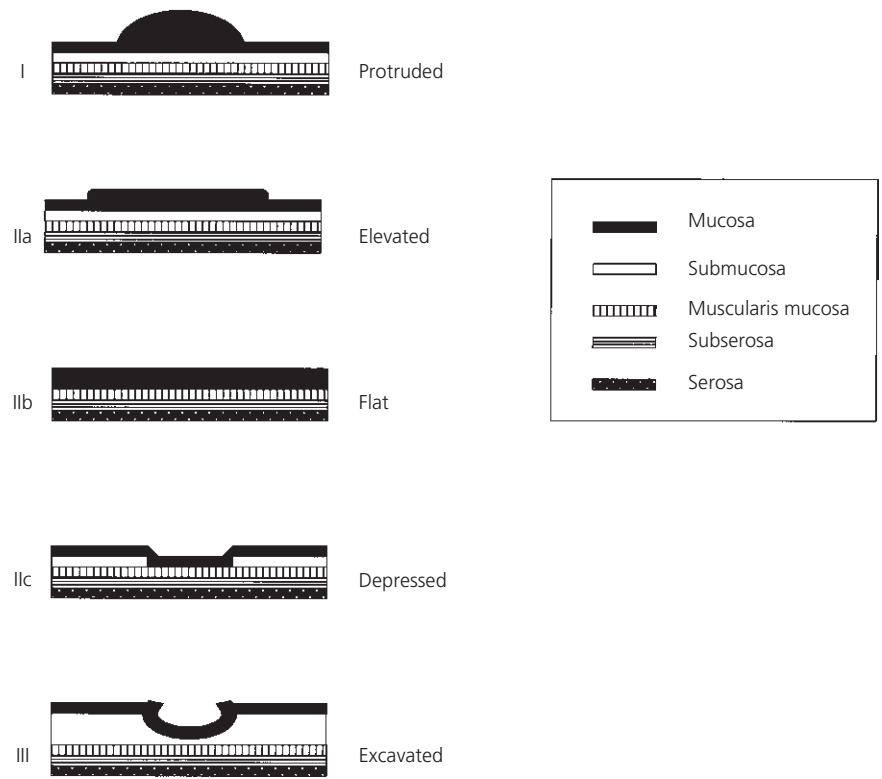 I Protruded
IIa Elevated
IIb Flat
IIc Depressed
III Excavated
Mucosa
Submucosa
Muscularis mucosa
Subserosa
Serosa